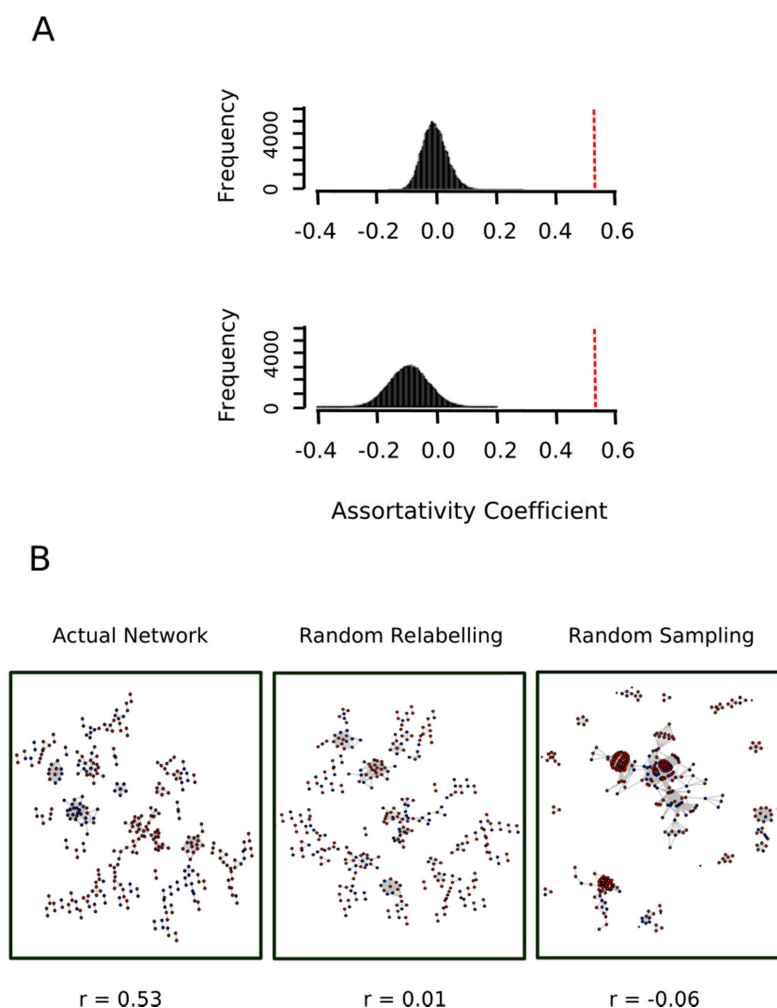 A
Frequency
4000
0
-0.4 -0.2 0.0 0.2 0.4 0.6
Frequency
4000
0
-0.4 -0.2 0.0 0.2 0.4 0.6
Assortativity Coefficient
B
Actual Network Random Relabelling Random Sampling
r = 0.53 r = 0.01 r = -0.06